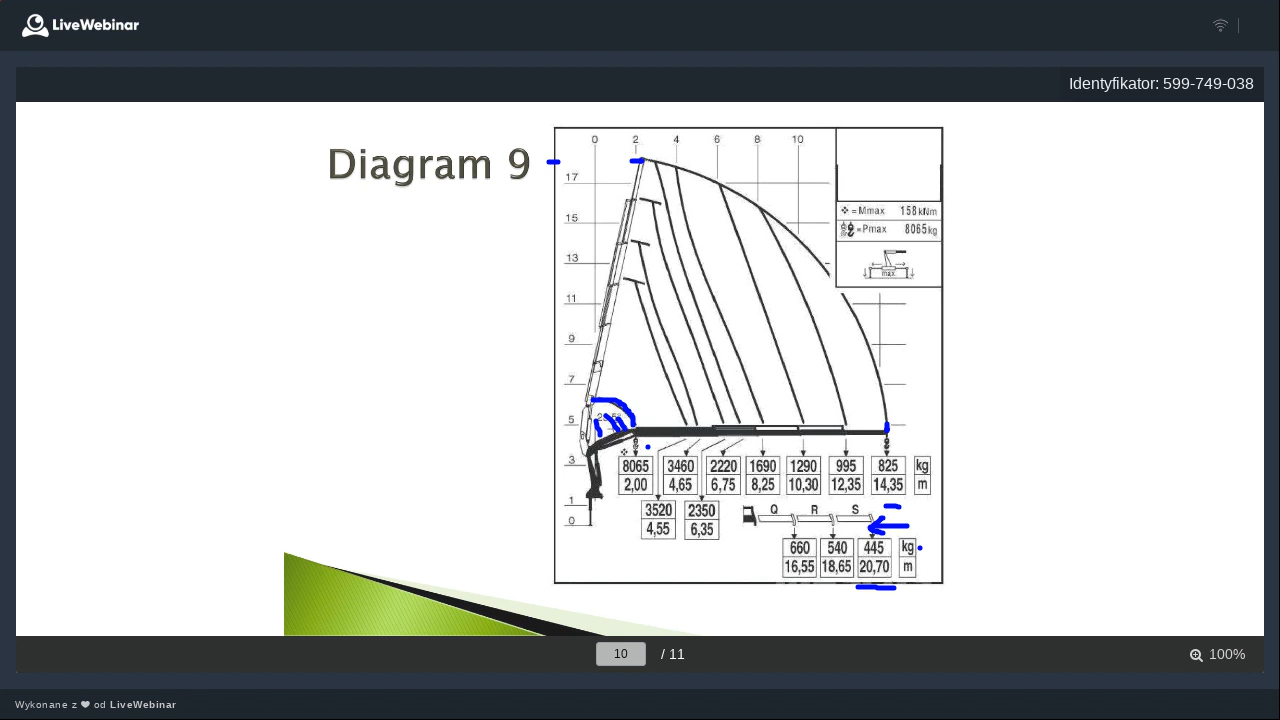 LiveWebinar
Identyfikator: 599-749-038
Diagram 9
0 2 4 6 8 10
17
15
13
11
9
7
5
3
1
0
= Mmax 158 kNm
= Pmax 8065 kg
max
8065 3460 2220 1690 1290 995 825 kg
2,00 4,65 6,75 8,25 10,30 12,35 14,35 m
3520 2350
4,55 6,35
Q R S
660 540 445 kg
16,55 18,65 20,70 m
10 / 11
100%
Wykonane z od LiveWebinar